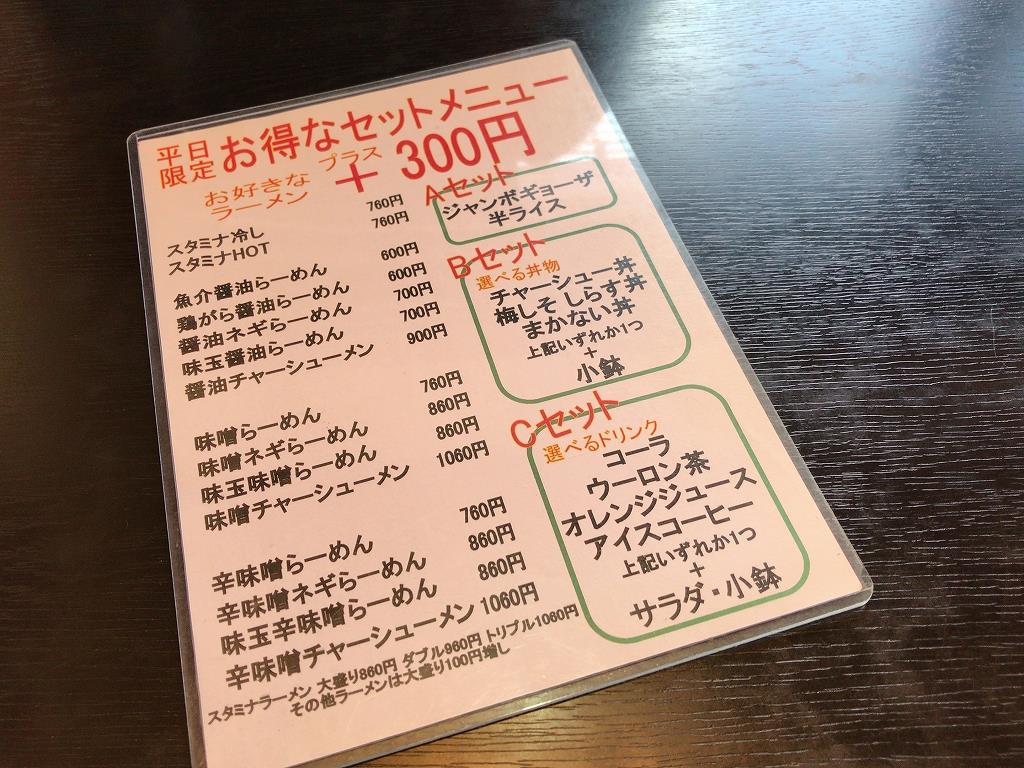 平日限定 お得なセットメニュー
お好きなラーメン プラス + 300円
スタミナ冷し 760円
スタミナHOT 760円
魚介醤油らーめん 600円
鶏がら醤油らーめん 600円
醤油ネギらーめん 700円
味玉醤油らーめん 700円
醤油チャーシューメン 900円
味噌らーめん 760円
味噌ネギらーめん 860円
味玉味噌らーめん 860円
味噌チャーシューメン 1060円
辛味噌らーめん 760円
辛味噌ネギらーめん 860円
味玉辛味噌らーめん 860円
辛味噌チャーシューメン 1060円
スタミナラーメン 大盛り860円 ダブル960円 トリプル1060円
その他ラーメンは大盛り100円増し
Aセット
ジャンボギョーザ
半ライス
Bセット
選べる丼物
チャーシュー丼
梅しそ しらす丼
まかない丼
上記いずれか1つ
+
小鉢
Cセット
選べるドリンク
コーラ
ウーロン茶
オレンジジュース
アイスコーヒー
上記いずれか1つ
+
サラダ・小鉢